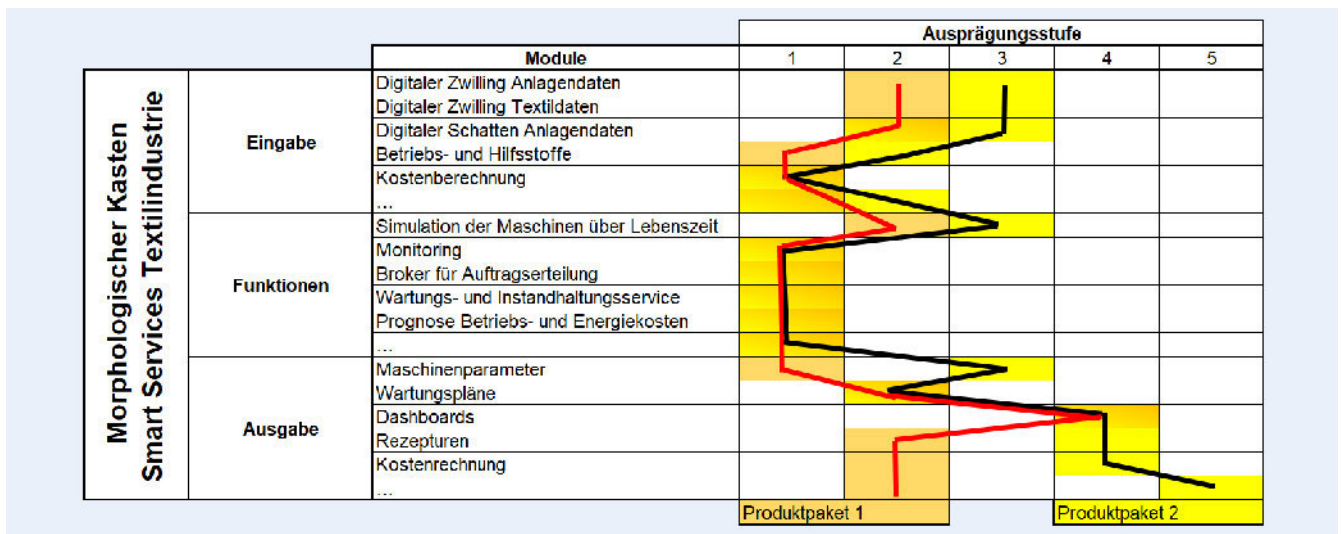 Ausprägungsstufe
Module 1 2 3 4 5
Morphologischer Kasten
Smart Services Textilindustrie
Eingabe
Digitaler Zwilling Anlagendaten
Digitaler Zwilling Textildaten
Digitaler Schatten Anlagendaten
Betriebs- und Hilfsstoffe
Kostenberechnung
...
Funktionen
Simulation der Maschinen über Lebenszeit
Monitoring
Broker für Auftragserteilung
Wartungs- und Instandhaltungsservice
Prognose Betriebs- und Energiekosten
...
Ausgabe
Maschinenparameter
Wartungspläne
Dashboards
Rezepturen
Kostenrechnung
...
Produktpaket 1 Produktpaket 2